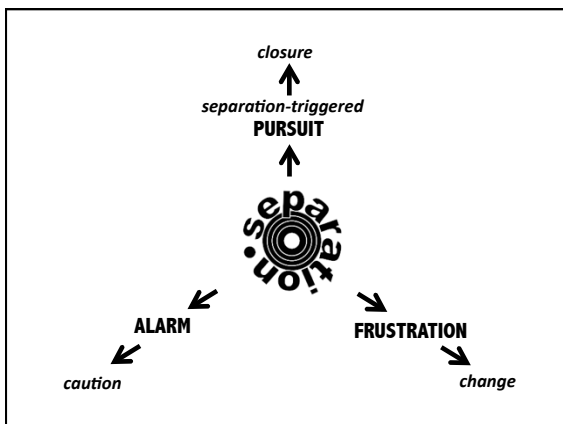 closure
separation-triggered
PURSUIT
separation.
ALARM
FRUSTRATION
caution
change